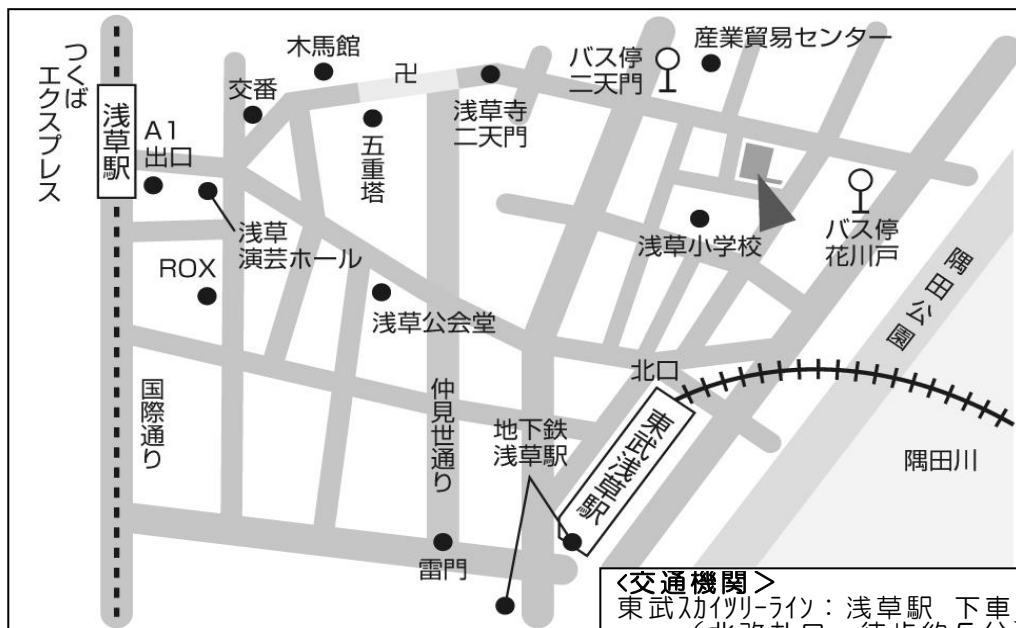 つくば
エクスプレス
浅草駅
A1
出口
交番
木馬館
卍
五重塔
浅草寺
二天門
バス停
二天門
産業貿易センター
浅草
演芸ホール
ROX
浅草公会堂
浅草小学校
バス停
花川戸
隅田公園
国際通り
仲見世通り
地下鉄
浅草駅
北口
東武浅草駅
隅田川
雷門
<交通機関>
東武スカイツリーライン：浅草駅 下車